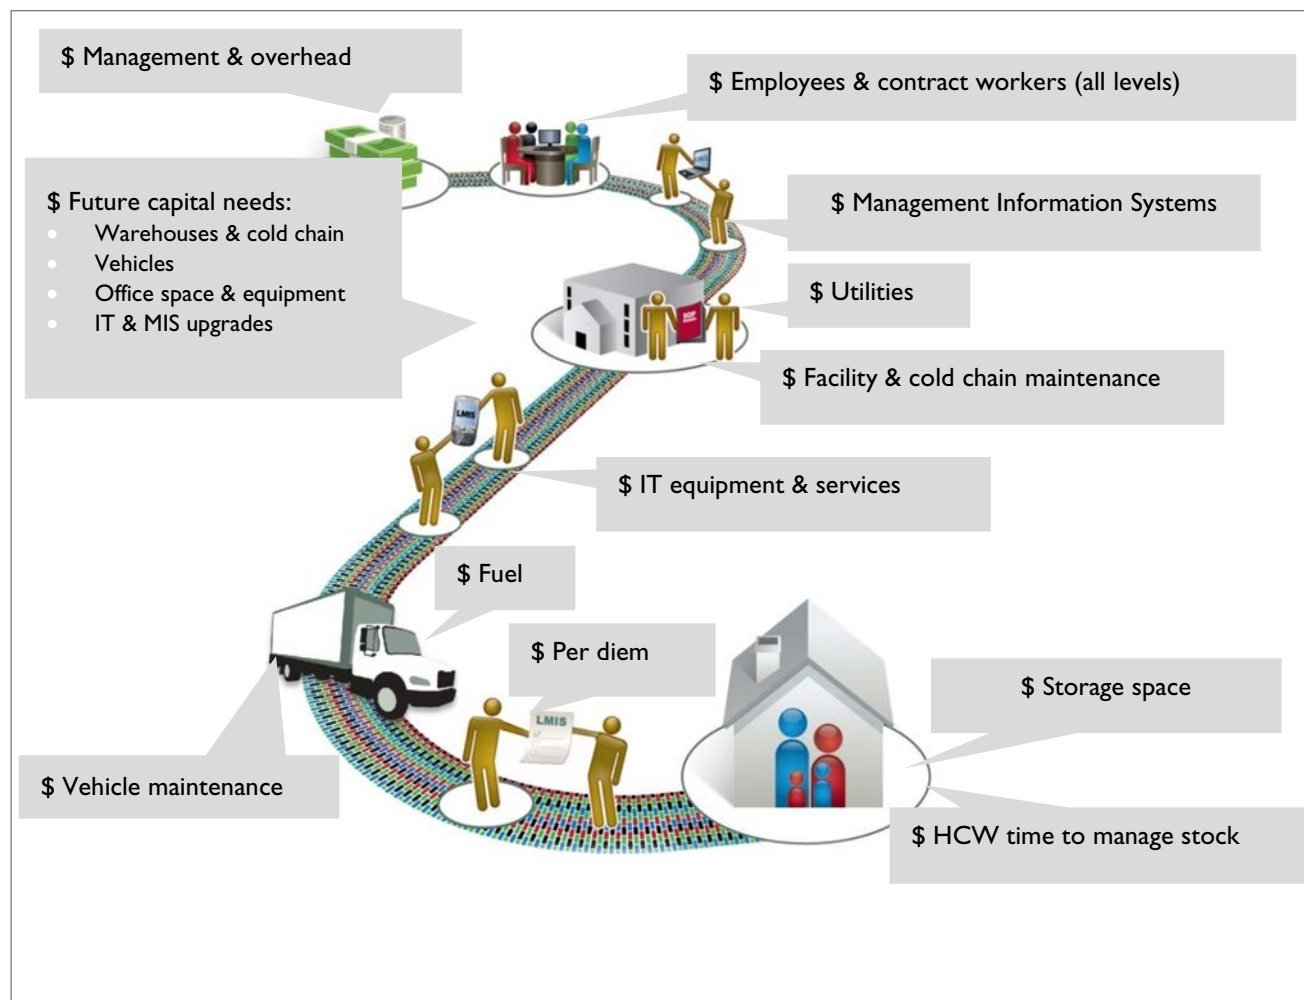 $ Management & overhead
$ Employees & contract workers (all levels)
$ Future capital needs:
Warehouses & cold chain
Vehicles
Office space & equipment
IT & MIS upgrades
$ Management Information Systems
$ Utilities
SOP
$ Facility & cold chain maintenance
LMIS
$ IT equipment & services
$ Fuel
$ Per diem
LMIS
$ Storage space
$ Vehicle maintenance
$ HCW time to manage stock